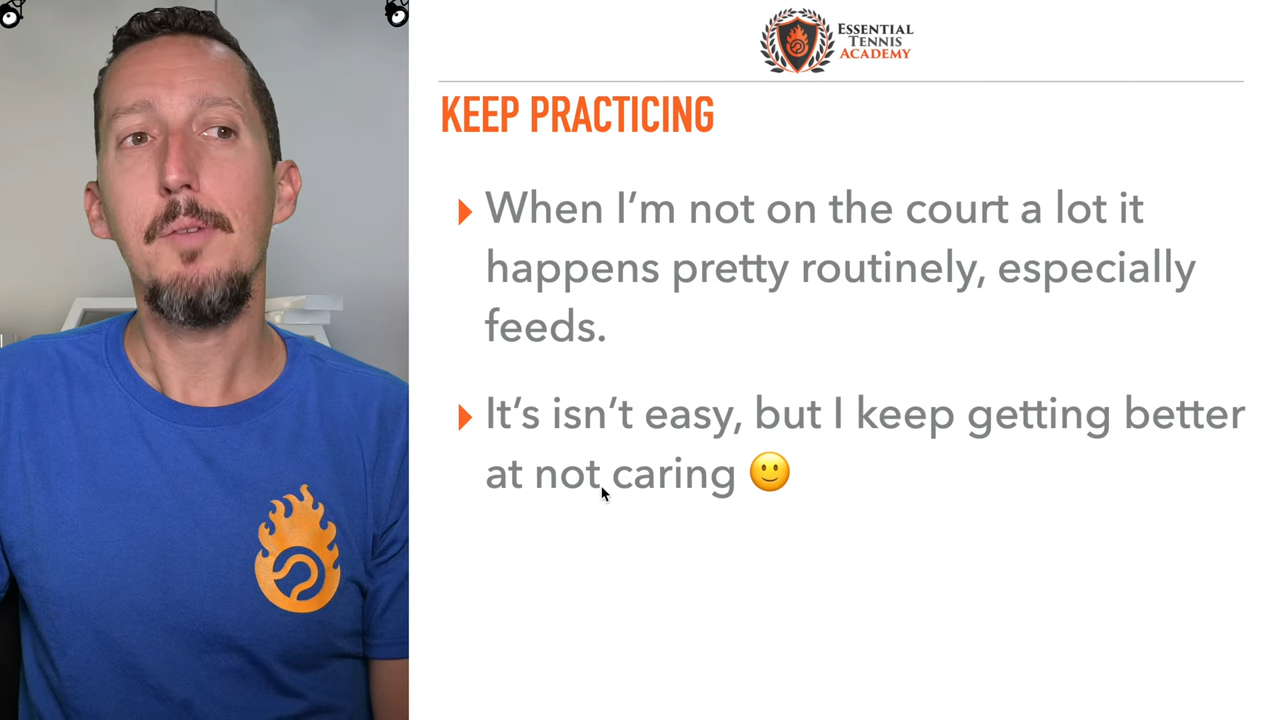 ESSENTIAL
TENNIS
ACADEMY
KEEP PRACTICING
When I’m not on the court a lot it
happens pretty routinely, especially
feeds.
It’s isn’t easy, but I keep getting better
at not caring 🙂